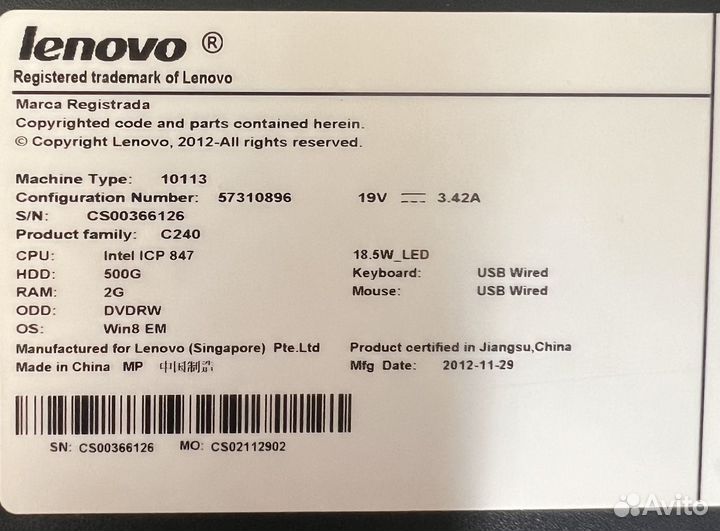 lenovo ®
Registered trademark of Lenovo
Marca Registrada
Copyrighted code and parts contained herein.
© Copyright Lenovo, 2012-All rights reserved.
Machine Type: 10113
Configuration Number: 57310896 19V ⎓ 3.42A
S/N: CS00366126
Product family: C240
CPU: Intel ICP 847 18.5W_LED
HDD: 500G Keyboard: USB Wired
RAM: 2G Mouse: USB Wired
ODD: DVDRW
OS: Win8 EM
Manufactured for Lenovo (Singapore) Pte.Ltd Product certified in Jiangsu,China
Made in China MP 中国制造 Mfg Date: 2012-11-29
SN: CS00366126 MO: CS02112902
Avito